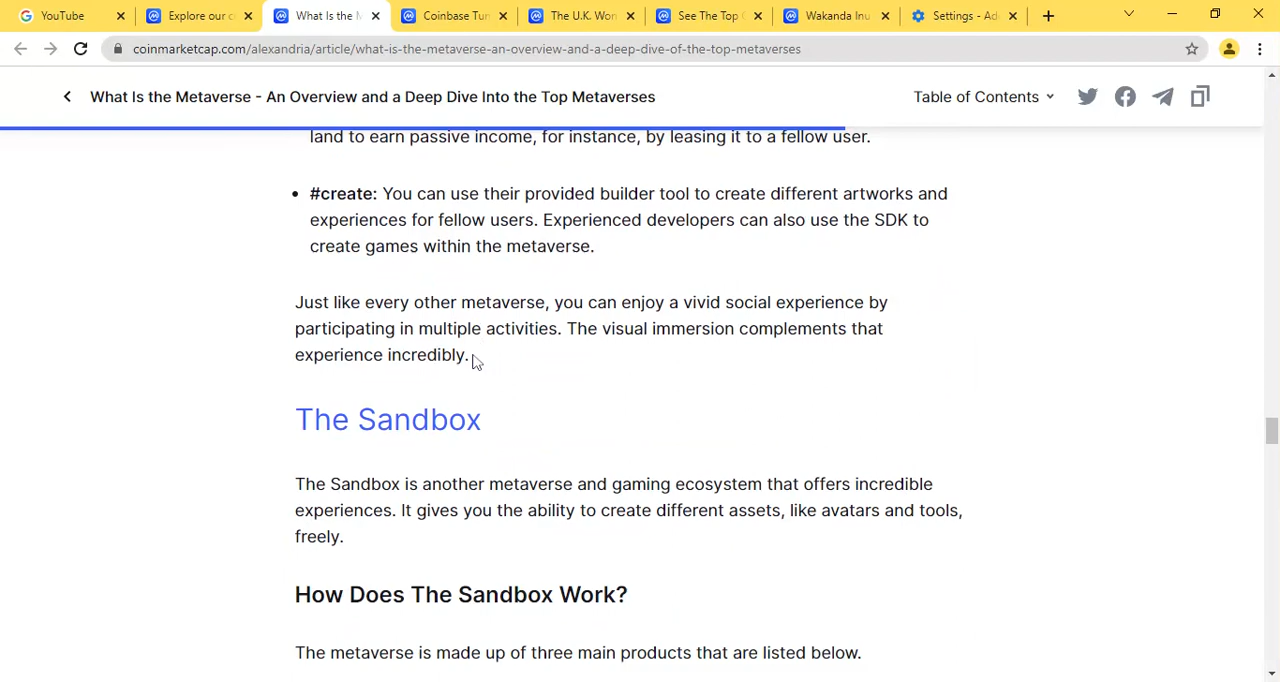 YouTube
Explore our c
What Is the M
Coinbase Tur
The U.K. Wor
See The Top
Wakanda Inu
Settings - Ad
coinmarketcap.com/alexandria/article/what-is-the-metaverse-an-overview-and-a-deep-dive-of-the-top-metaverses
What Is the Metaverse - An Overview and a Deep Dive Into the Top Metaverses
Table of Contents
land to earn passive income, for instance, by leasing it to a fellow user.
• #create: You can use their provided builder tool to create different artworks and
experiences for fellow users. Experienced developers can also use the SDK to
create games within the metaverse.
Just like every other metaverse, you can enjoy a vivid social experience by
participating in multiple activities. The visual immersion complements that
experience incredibly.
The Sandbox
The Sandbox is another metaverse and gaming ecosystem that offers incredible
experiences. It gives you the ability to create different assets, like avatars and tools,
freely.
How Does The Sandbox Work?
The metaverse is made up of three main products that are listed below.